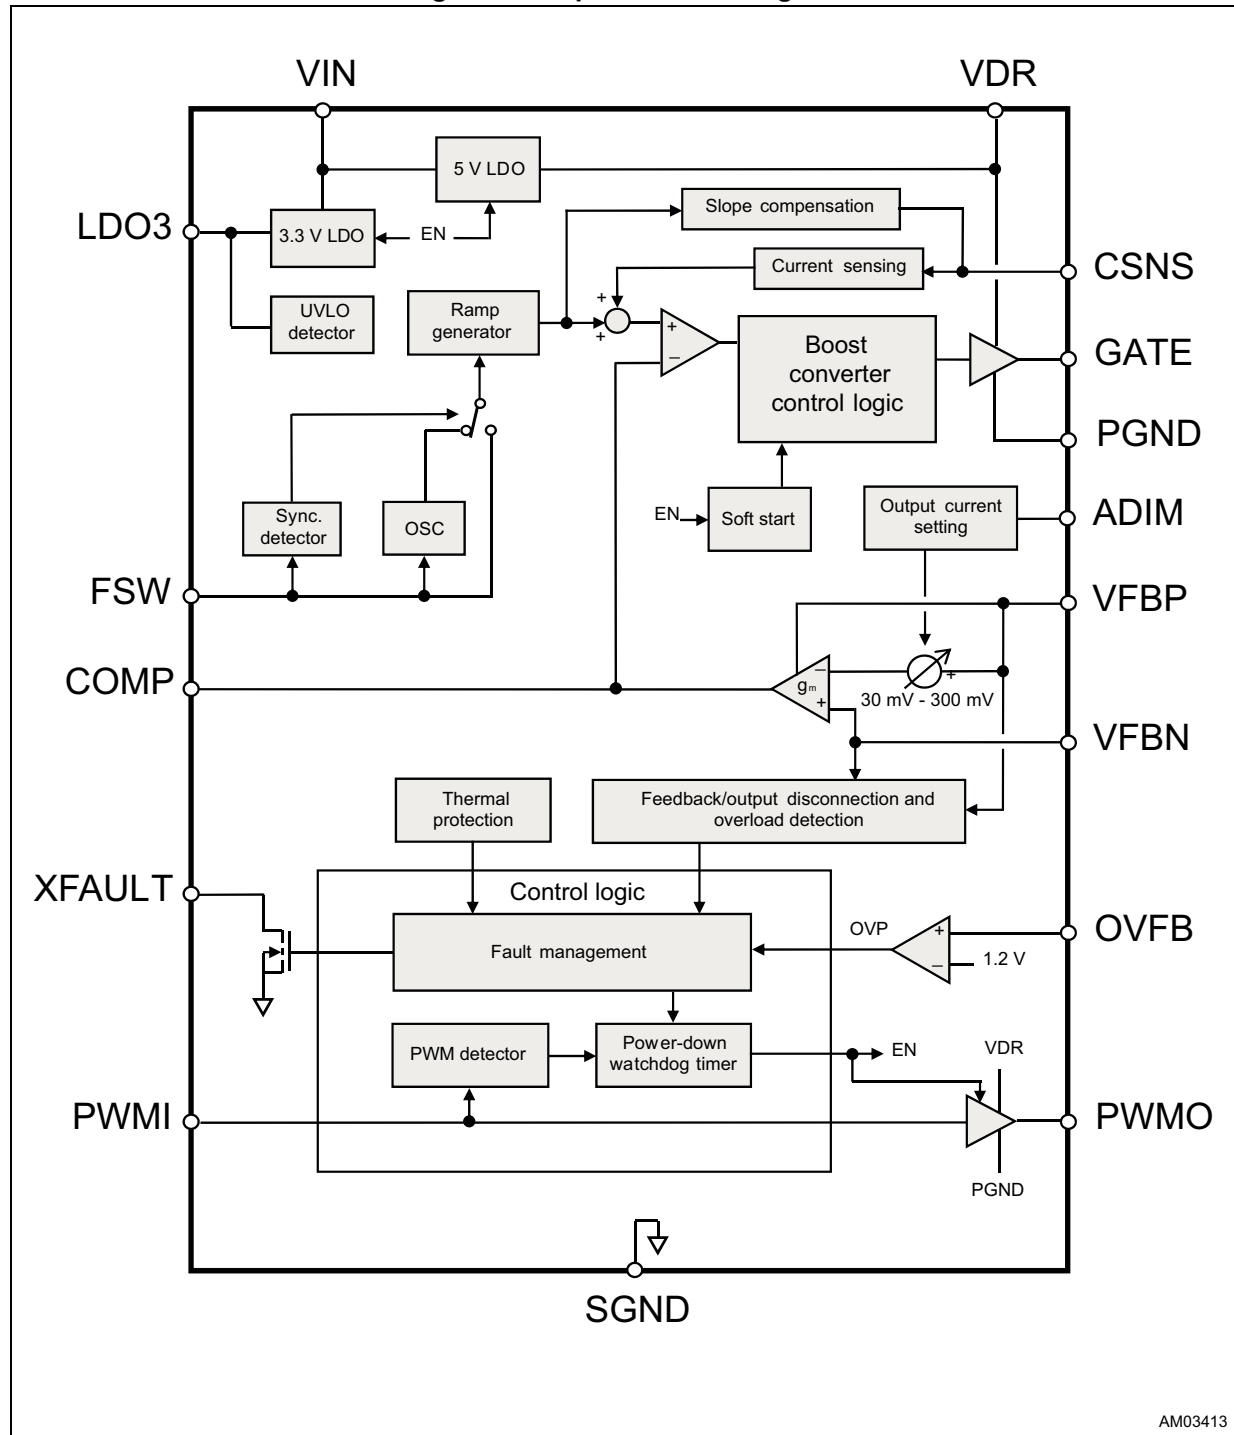 VIN
VDR
5 V LDO
Slope compensation
LDO3
3.3 V LDO
EN
Current sensing
CSNS
UVLO
detector
Ramp
generator
+
+
+
–
Boost
converter
control logic
GATE
PGND
Sync.
detector
OSC
EN
Soft start
Output current
setting
ADIM
FSW
VFBP
COMP
gm
–
+
+
30 mV - 300 mV
VFBN
Thermal
protection
Feedback/output disconnection and
overload detection
XFAULT
Control logic
Fault management
OVP
+
–
1.2 V
OVFB
PWM detector
Power-down
watchdog timer
EN
VDR
PWMI
PWMO
PGND
SGND
AM03413